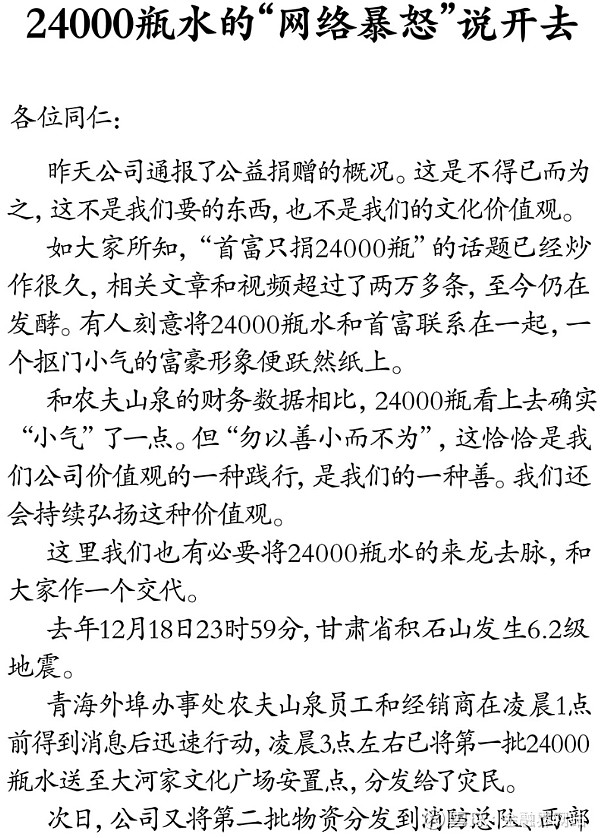 24000瓶水的“网络暴怒”说开去
各位同仁：
昨天公司通报了公益捐赠的概况。这是不得已而为
之，这不是我们要的东西，也不是我们的文化价值观。
如大家所知，“首富只捐24000瓶”的话题已经炒
作很久，相关文章和视频超过了两万多条，至今仍在
发酵。有人刻意将24000瓶水和首富联系在一起，一
个抠门小气的富豪形象便跃然纸上。
和农夫山泉的财务数据相比，24000瓶看上去确实
“小气”了一点。但“勿以善小而不为”，这恰恰是我
们公司价值观的一种践行，是我们的一种善。我们还
会持续弘扬这种价值观。
这里我们也有必要将24000瓶水的来龙去脉，和
大家作一个交代。
去年12月18日23时59分，甘肃省积石山发生6.2级
地震。
青海外埠办事处农夫山泉员工和经销商在凌晨1点
前得到消息后迅速行动，凌晨3点左右已将第一批24000
瓶水送至大河家文化广场安置点，分发给了灾民。
次日，公司又将第二批物资分发到消防总队、西部